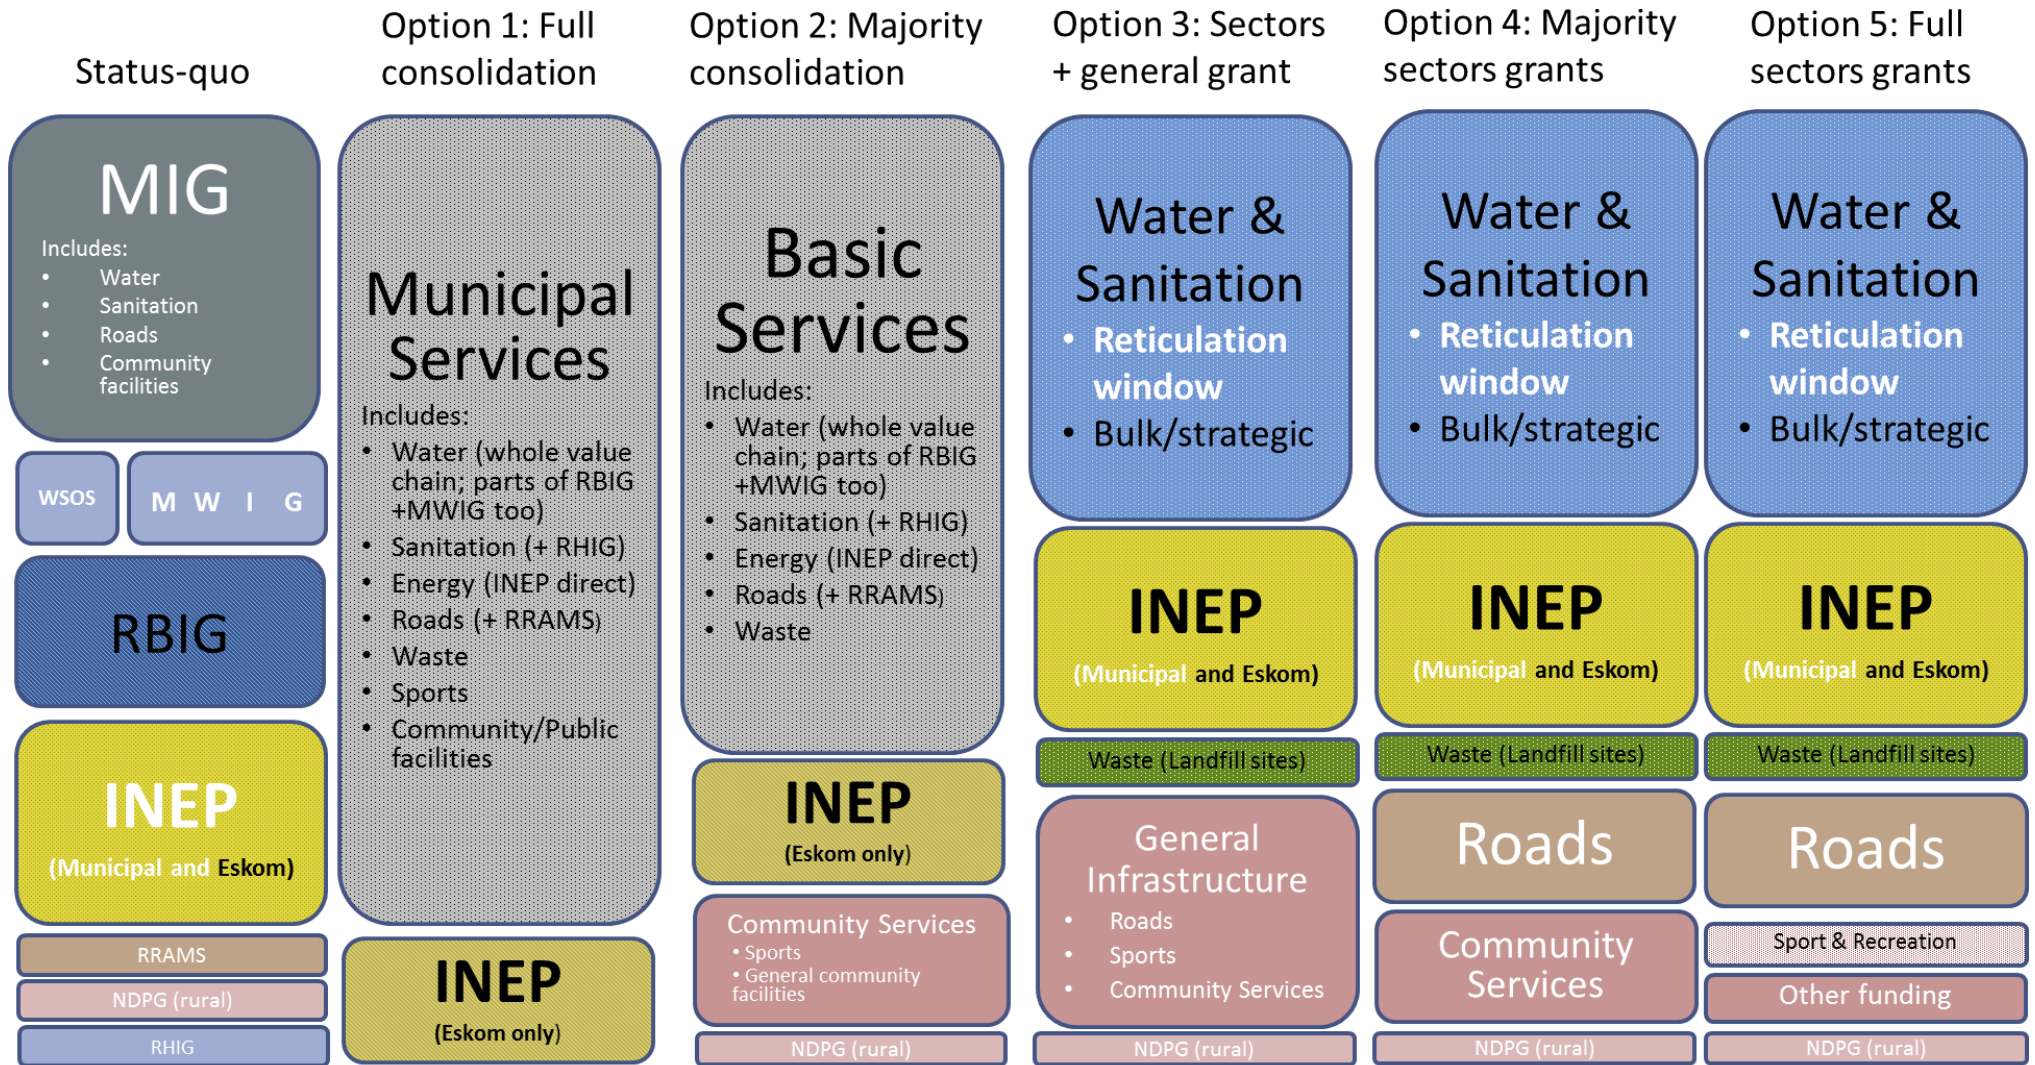 Status-quo
MIG
Includes:
• Water
• Sanitation
• Roads
• Community
facilities
WSOS
M W I G
RBIG
INEP
(Municipal and Eskom)
RRAMS
NDPG (rural)
RHIG
Option 1: Full
consolidation
Municipal
Services
Includes:
• Water (whole value
chain; parts of RBIG
+MWIG too)
• Sanitation (+ RHIG)
• Energy (INEP direct)
• Roads (+ RRAMS)
• Waste
• Sports
• Community/Public
facilities
INEP
(Eskom only)
Option 2: Majority
consolidation
Basic
Services
Includes:
• Water (whole value
chain; parts of RBIG
+MWIG too)
• Sanitation (+ RHIG)
• Energy (INEP direct)
• Roads (+ RRAMS)
• Waste
INEP
(Eskom only)
Community Services
• Sports
• General community
facilities
NDPG (rural)
Option 3: Sectors
+ general grant
Water &
Sanitation
• Reticulation
window
• Bulk/strategic
INEP
(Municipal and Eskom)
Waste (Landfill sites)
General
Infrastructure
• Roads
• Sports
• Community Services
NDPG (rural)
Option 4: Majority
sectors grants
Water &
Sanitation
• Reticulation
window
• Bulk/strategic
INEP
(Municipal and Eskom)
Waste (Landfill sites)
Roads
Community
Services
NDPG (rural)
Option 5: Full
sectors grants
Water &
Sanitation
• Reticulation
window
• Bulk/strategic
INEP
(Municipal and Eskom)
Waste (Landfill sites)
Roads
Sport & Recreation
Other funding
NDPG (rural)